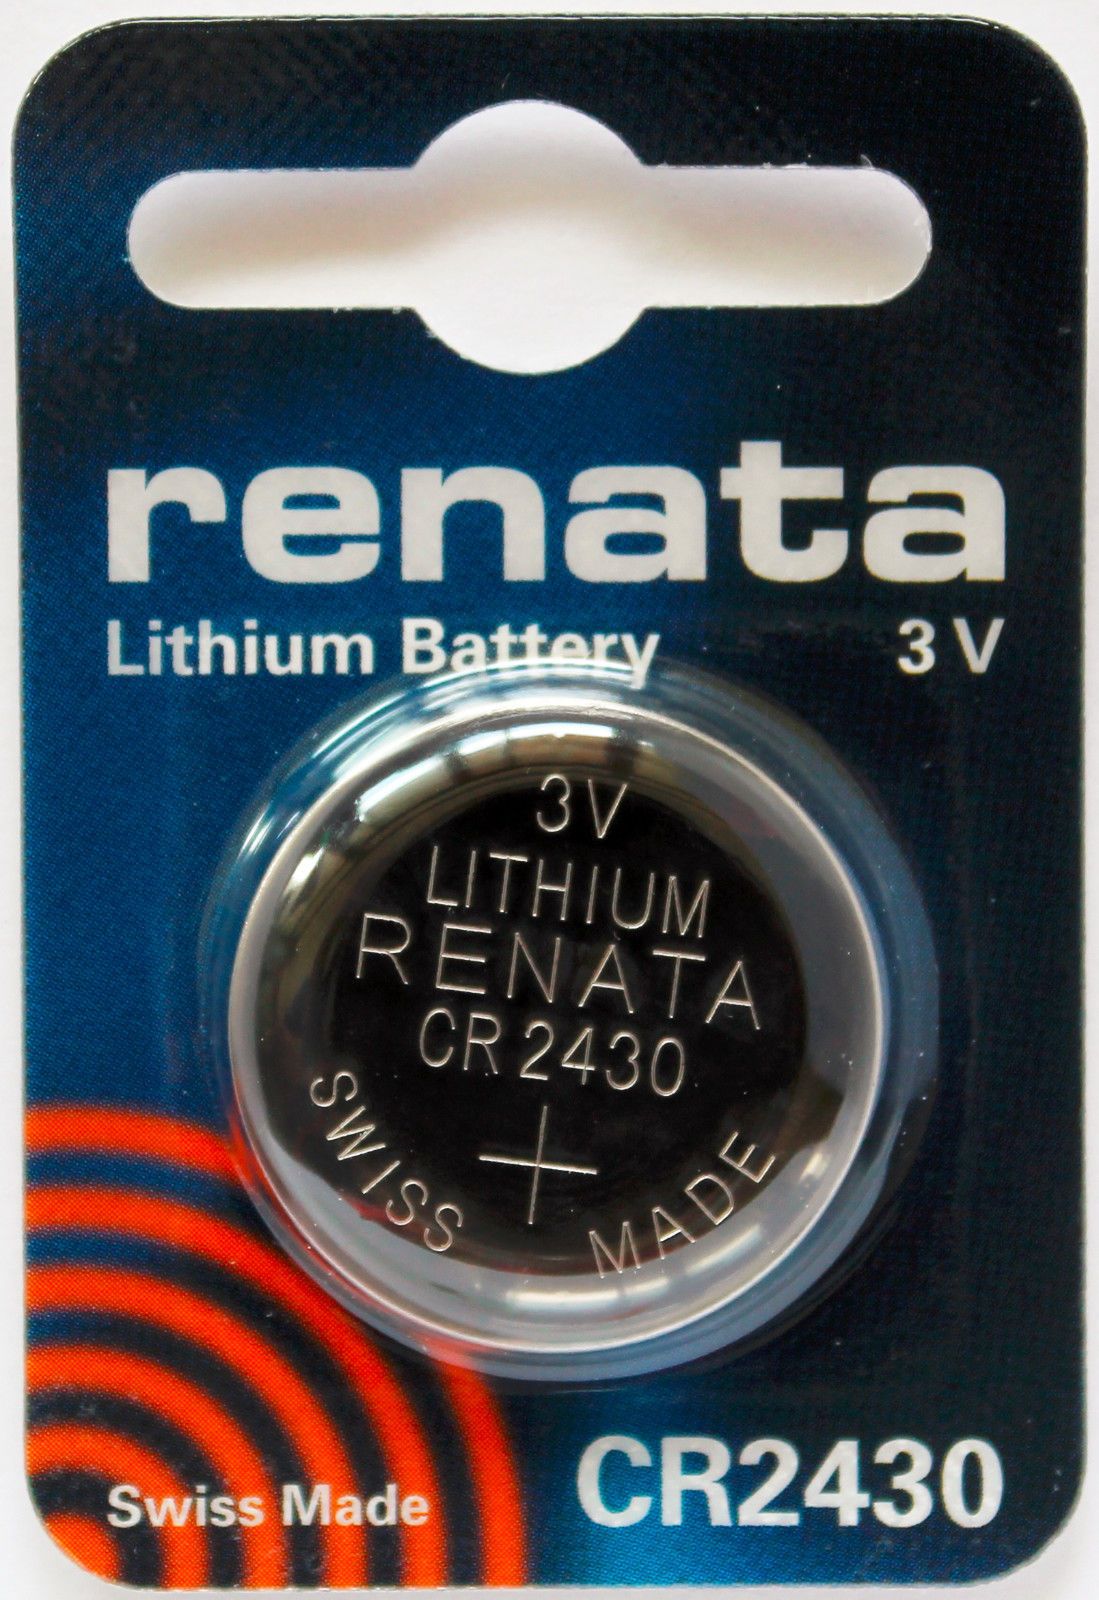 renata
Lithium Battery 3 V
3V
LITHIUM
RENATA
CR 2430
+
SWISS MADE
Swiss Made
CR2430